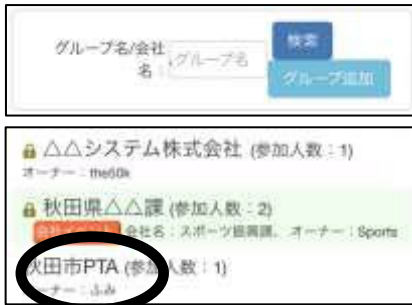 グループ名/会社
名:
グループ名
検索
グループ追加
△△システム株式会社 (参加人数:1)
オーナー:the60k
秋田県△△課 (参加人数:2)
会社名:スポーツ振興課、オーナー:Sports
秋田市PTA (参加人数:1)
オーナー:ふみ